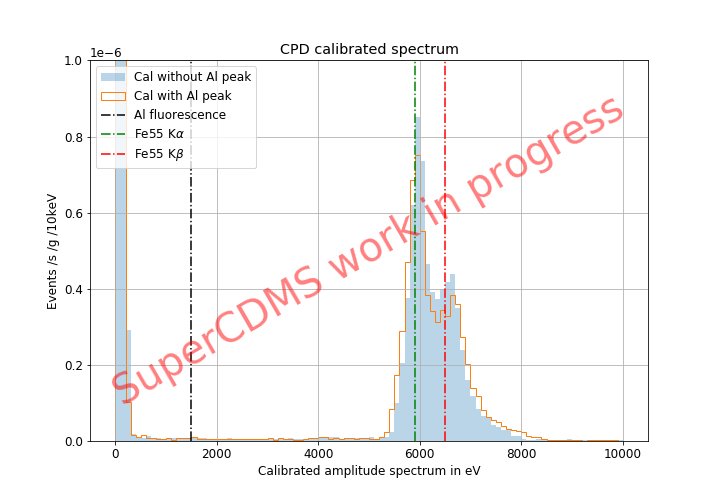 CPD calibrated spectrum
1e−6
1.0
0.8
0.6
0.4
0.2
0.0
Events /s /g /10keV
Cal without Al peak
Cal with Al peak
Al fluorescence
Fe55 Kα
Fe55 Kβ
SuperCDMS work in progress
0
2000
4000
6000
8000
10000
Calibrated amplitude spectrum in eV